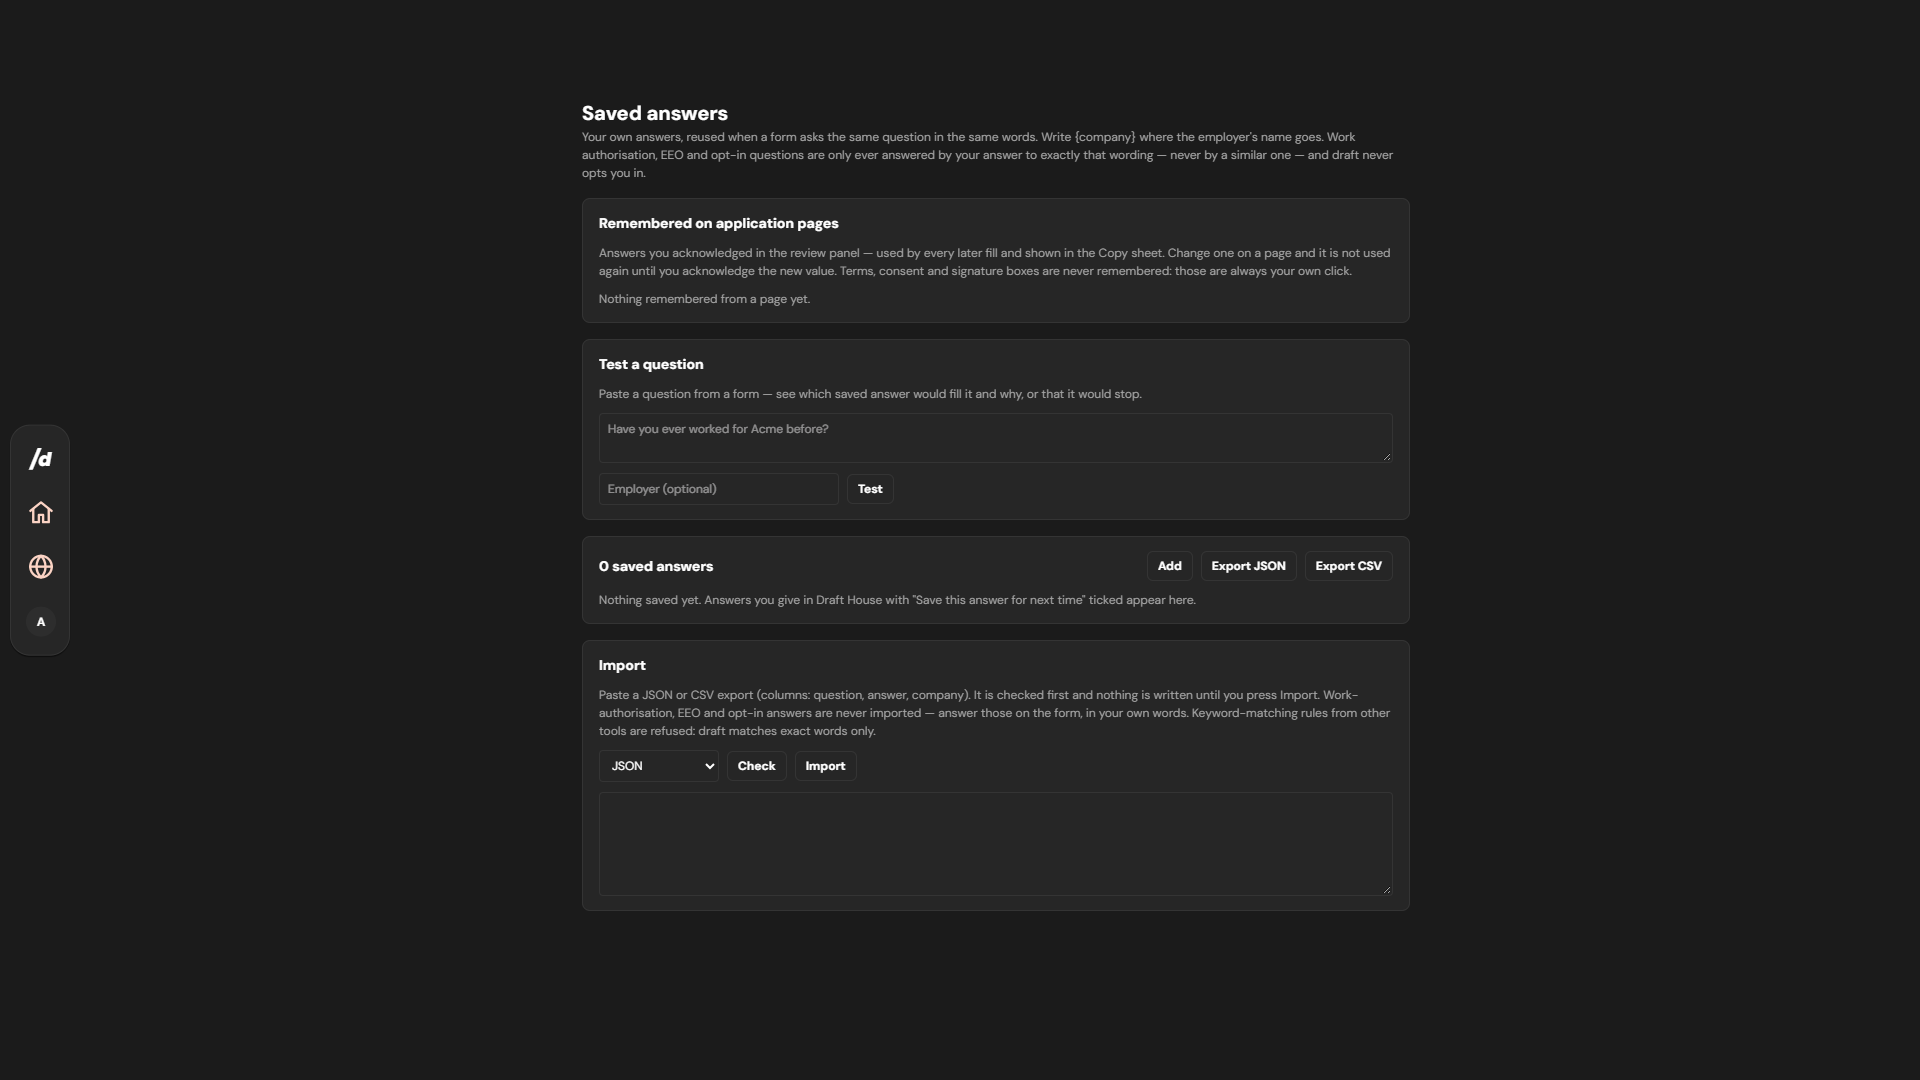 Saved answers
Your own answers, reused when a form asks the same question in the same words. Write {company} where the employer's name goes. Work
authorisation, EEO and opt-in questions are only ever answered by your answer to exactly that wording — never by a similar one — and draft never
opts you in.
Remembered on application pages
Answers you acknowledged in the review panel — used by every later fill and shown in the Copy sheet. Change one on a page and it is not used
again until you acknowledge the new value. Terms, consent and signature boxes are never remembered: those are always your own click.
Nothing remembered from a page yet.
Test a question
Paste a question from a form — see which saved answer would fill it and why, or that it would stop.
Have you ever worked for Acme before?
Employer (optional) Test
/d
A
0 saved answers Add Export JSON Export CSV
Nothing saved yet. Answers you give in Draft House with "Save this answer for next time" ticked appear here.
Import
Paste a JSON or CSV export (columns: question, answer, company). It is checked first and nothing is written until you press Import. Work-
authorisation, EEO and opt-in answers are never imported — answer those on the form, in your own words. Keyword-matching rules from other
tools are refused: draft matches exact words only.
JSON Check Import